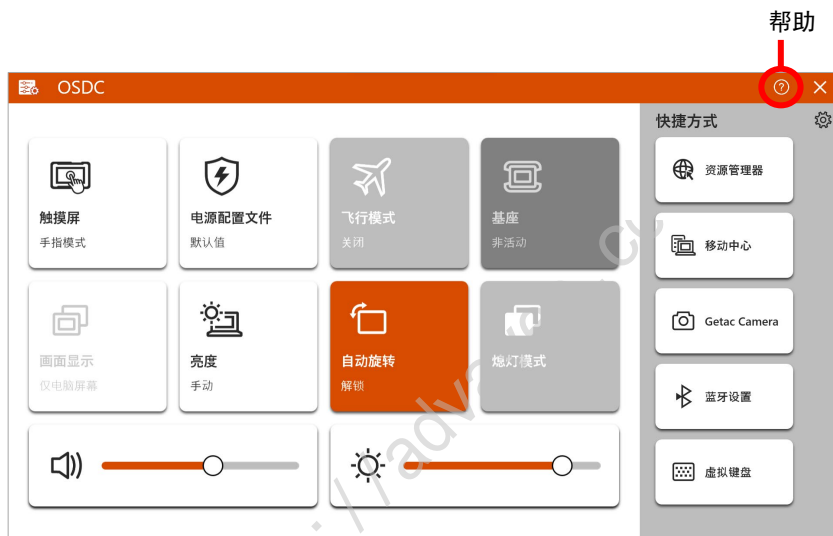 帮助
OSDC
快捷方式
触摸屏
手指模式
电源配置文件
默认值
飞行模式
关闭
基座
非活动
资源管理器
移动中心
画面显示
仅电脑屏幕
亮度
手动
自动旋转
解锁
熄灯模式
Getac Camera
蓝牙设置
虚拟键盘